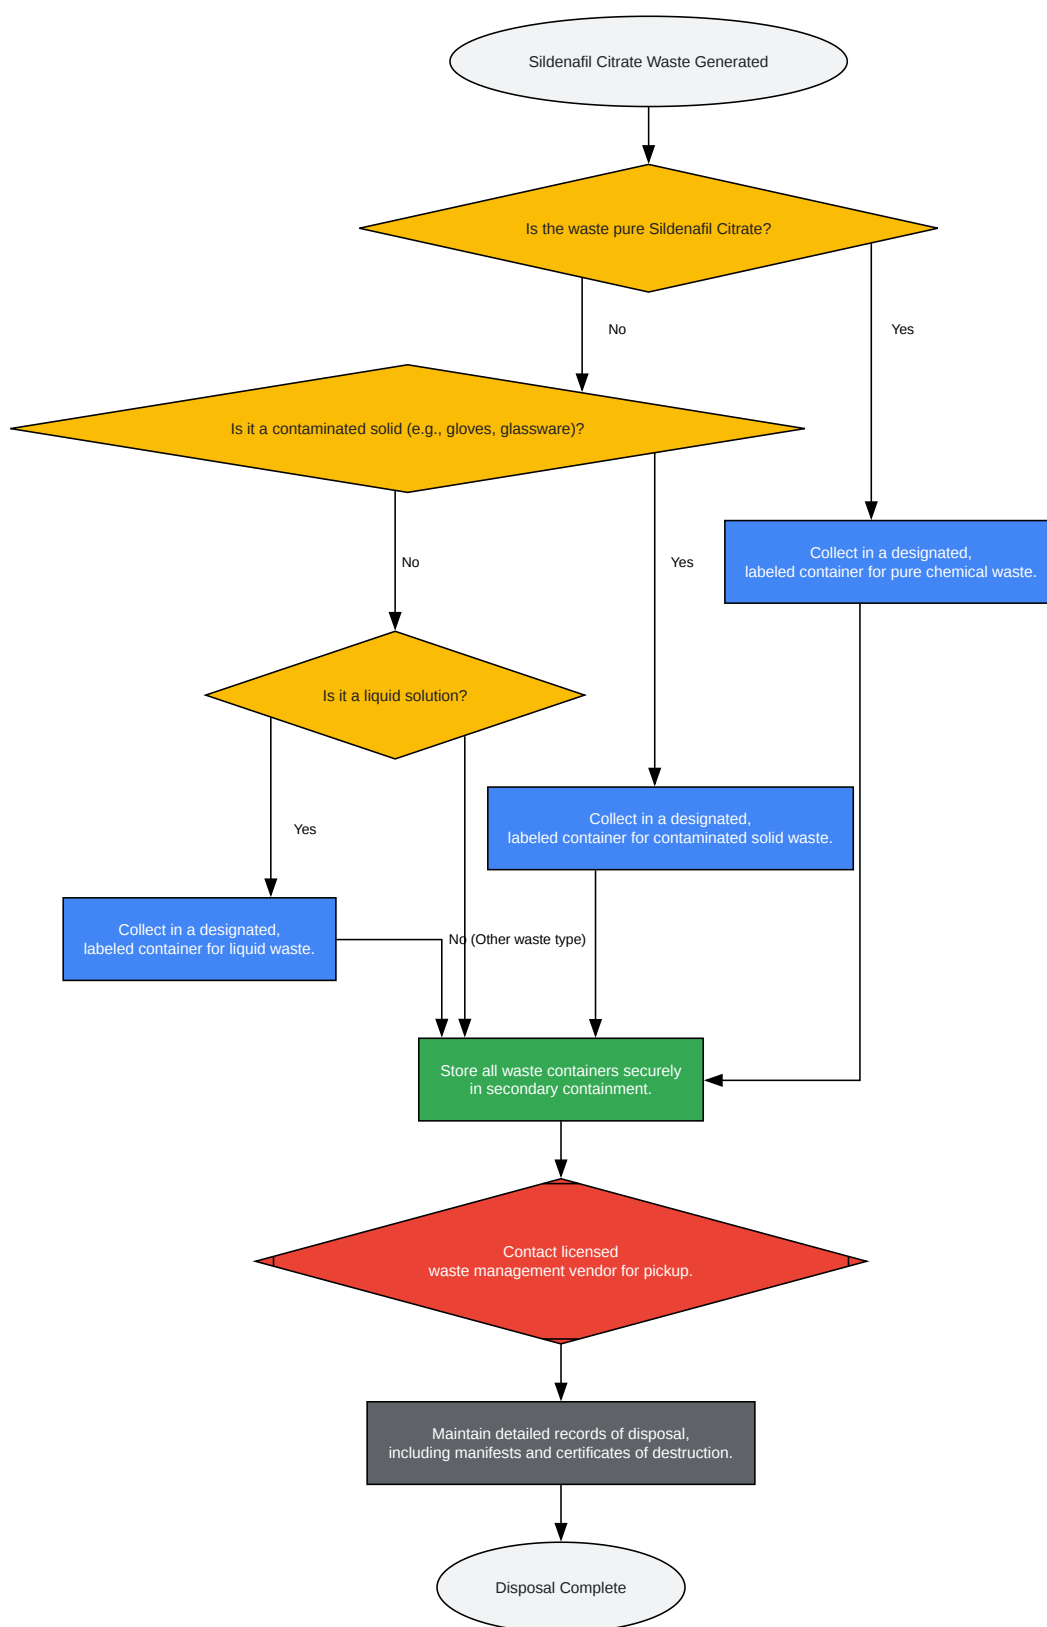 Sildenafil Citrate Waste Generated
Is the waste pure Sildenafil Citrate?
No
Yes
Is it a contaminated solid (e.g., gloves, glassware)?
No
Yes
Collect in a designated,
labeled container for pure chemical waste.
Is it a liquid solution?
Yes
Collect in a designated,
labeled container for contaminated solid waste.
Collect in a designated,
labeled container for liquid waste.
No (Other waste type)
Store all waste containers securely
in secondary containment.
Contact licensed
waste management vendor for pickup.
Maintain detailed records of disposal,
including manifests and certificates of destruction.
Disposal Complete